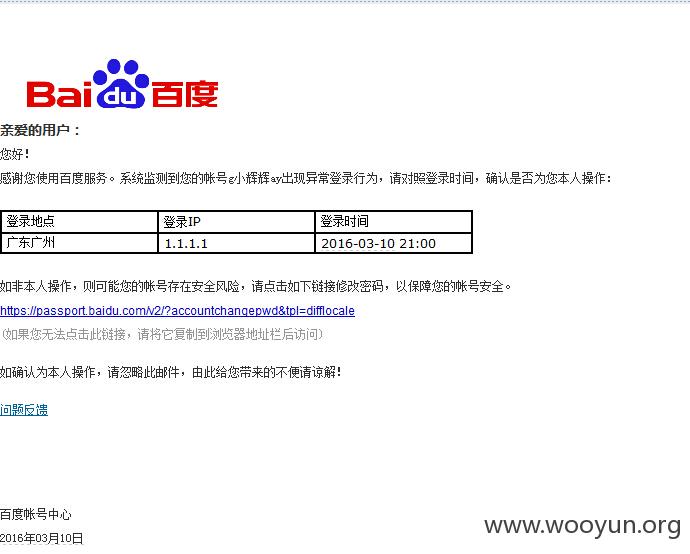 Bai du 百度
亲爱的用户：
您好！
感谢您使用百度服务。系统监测到您的帐号g小辉辉ay出现异常登录行为，请对照登录时间，确认是否为您本人操作：
登录地点 登录IP 登录时间
广东广州 1.1.1.1 2016-03-10 21:00
如非本人操作，则可能您的帐号存在安全风险，请点击如下链接修改密码，以保障您的帐号安全。
https://passport.baidu.com/v2/?accountchangepwd&tpl=difflocale
(如果您无法点击此链接，请将它复制到浏览器地址栏后访问)
如确认为本人操作，请忽略此邮件，由此给您带来的不便请谅解！
问题反馈
百度帐号中心
2016年03月10日
www.wooyun.org